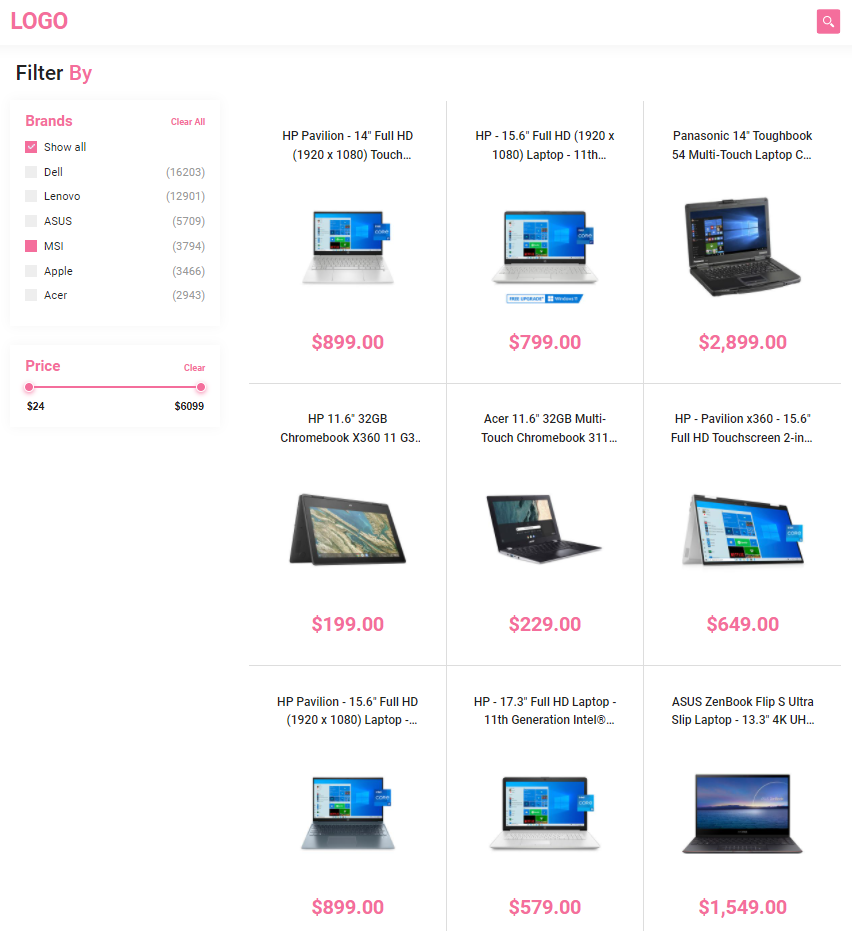 LOGO
Filter By
Brands
Clear All
Show all
Dell (16203)
Lenovo (12901)
ASUS (5709)
MSI (3794)
Apple (3466)
Acer (2943)
Price
Clear
$24 $6099
HP Pavilion - 14" Full HD
(1920 x 1080) Touch...
$899.00
HP - 15.6" Full HD (1920 x
1080) Laptop - 11th...
FREE UPGRADE* Windows 11
$799.00
Panasonic 14" Toughbook
54 Multi-Touch Laptop C...
$2,899.00
HP 11.6" 32GB
Chromebook X360 11 G3..
$199.00
Acer 11.6" 32GB Multi-
Touch Chromebook 311...
$229.00
HP - Pavilion x360 - 15.6"
Full HD Touchscreen 2-in...
$649.00
HP Pavilion - 15.6" Full HD
(1920 x 1080) Laptop -...
$899.00
HP - 17.3" Full HD Laptop -
11th Generation Intel®...
$579.00
ASUS ZenBook Flip S Ultra
Slip Laptop - 13.3" 4K UH...
$1,549.00